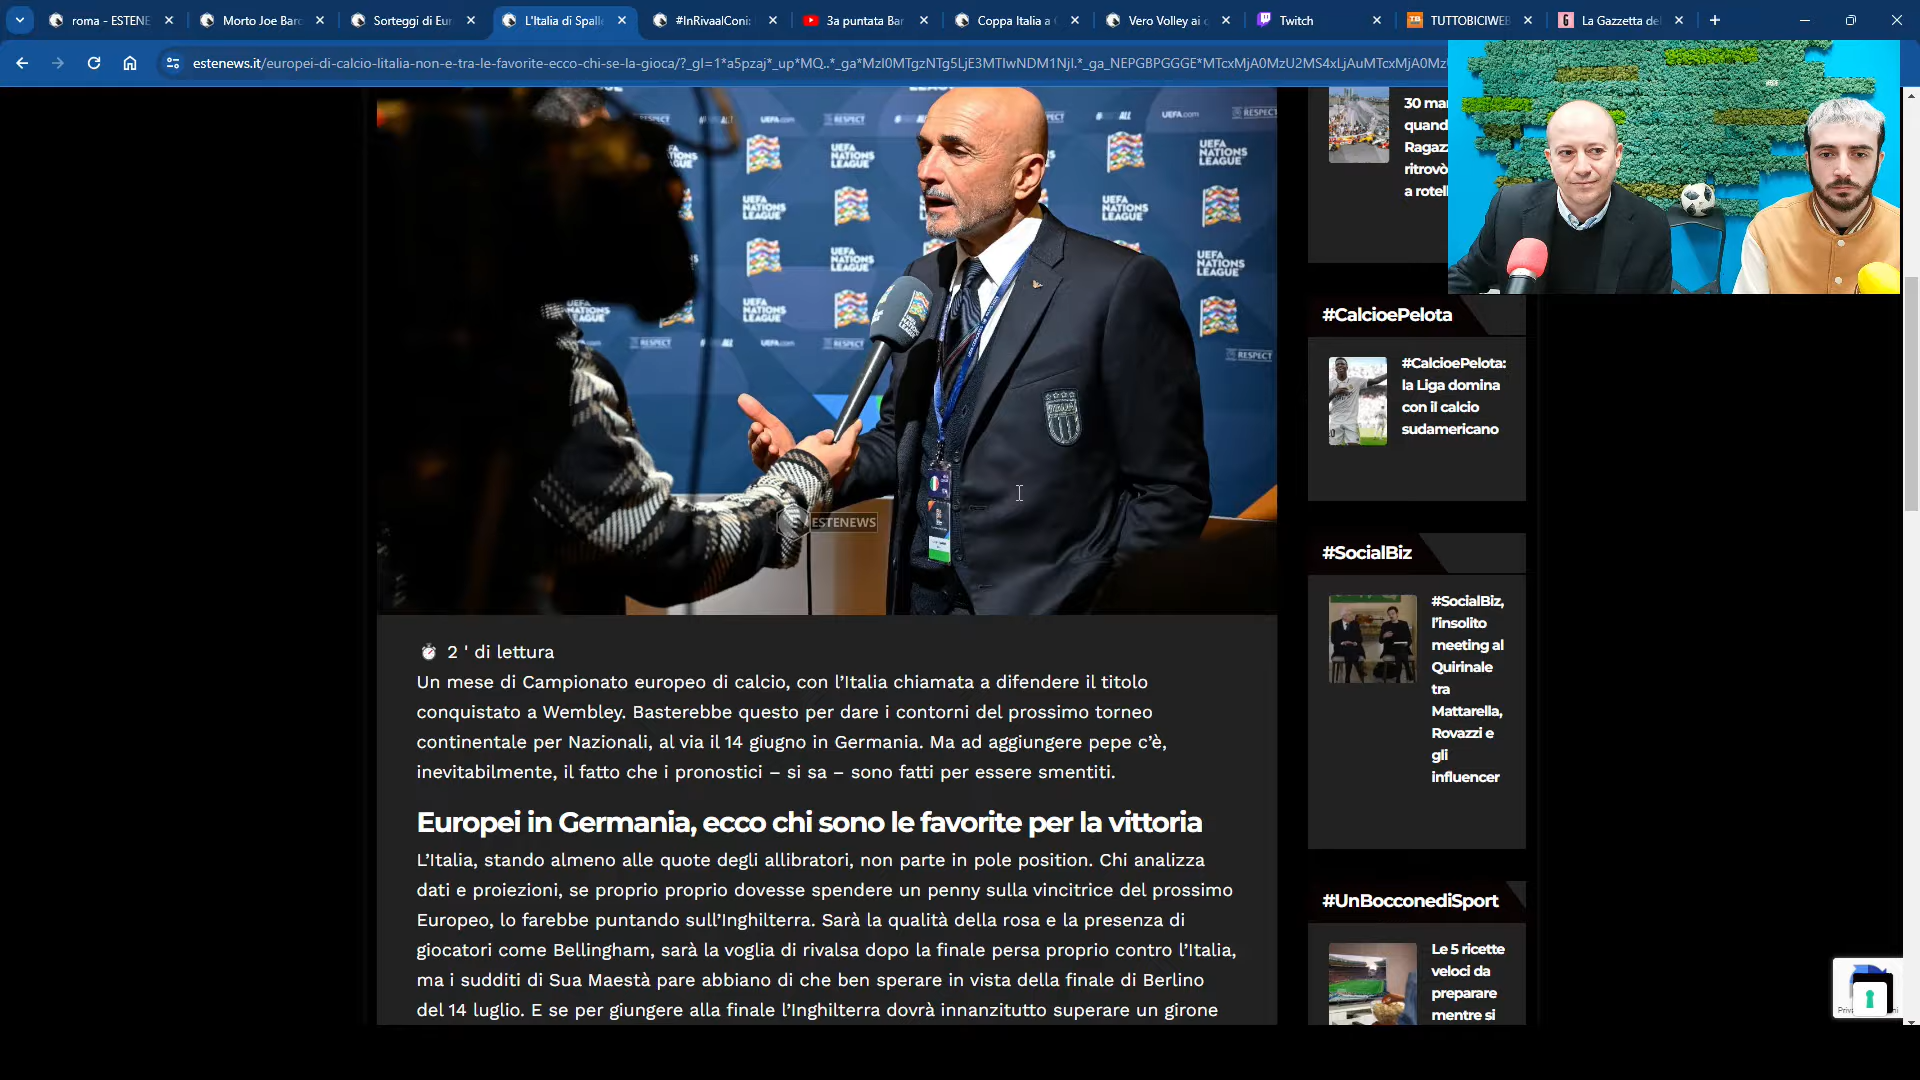 roma - ESTENE
Morto Joe Baro
Sorteggi di Eur
L'Italia di Spalle
#InRivaalConi:
3a puntata Bar
Coppa Italia a
Vero Volley ai q
Twitch
TUTTOBICIWEB
La Gazzetta del
estenews.it/europei-di-calcio-litalia-non-e-tra-le-favorite-ecco-chi-se-la-gioca/?_gl=1*a5pzaj*_up*MQ..*_ga*MzI0MTgzNTg5LjE3MTIwNDM1NjI.*_ga_NEPGBPGGGE*MTcxMjA0MzU2MS4xLjAuMTcxMjA0Mz
UEFA NATIONS LEAGUE
RESPECT
UEFA.com
ESTENEWS
2 ' di lettura
Un mese di Campionato europeo di calcio, con l'Italia chiamata a difendere il titolo
conquistato a Wembley. Basterebbe questo per dare i contorni del prossimo torneo
continentale per Nazionali, al via il 14 giugno in Germania. Ma ad aggiungere pepe c'è,
inevitabilmente, il fatto che i pronostici – si sa – sono fatti per essere smentiti.
Europei in Germania, ecco chi sono le favorite per la vittoria
L'Italia, stando almeno alle quote degli allibratori, non parte in pole position. Chi analizza
dati e proiezioni, se proprio proprio dovesse spendere un penny sulla vincitrice del prossimo
Europeo, lo farebbe puntando sull'Inghilterra. Sarà la qualità della rosa e la presenza di
giocatori come Bellingham, sarà la voglia di rivalsa dopo la finale persa proprio contro l'Italia,
ma i sudditi di Sua Maestà pare abbiano di che ben sperare in vista della finale di Berlino
del 14 luglio. E se per giungere alla finale l'Inghilterra dovrà innanzitutto superare un girone
30 mar
quand
Ragaz
ritrovò
a rotell
#CalcioePelota
#CalcioePelota:
la Liga domina
con il calcio
sudamericano
#SocialBiz
#SocialBiz,
l'insolito
meeting al
Quirinale
tra
Mattarella,
Rovazzi e
gli
influencer
#UnBocconediSport
Le 5 ricette
veloci da
preparare
mentre si